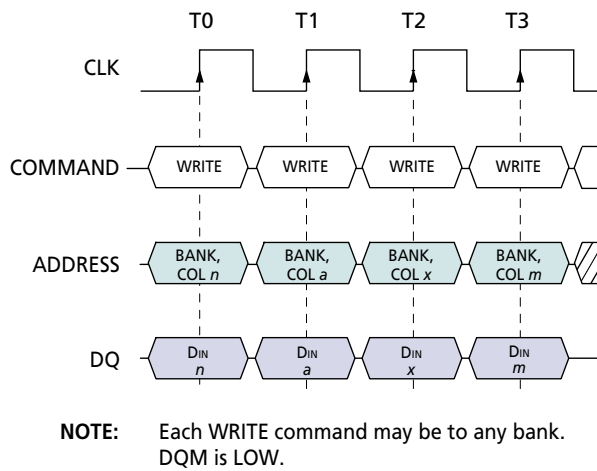 T0 T1 T2 T3
CLK
COMMAND WRITE WRITE WRITE WRITE
ADDRESS
BANK, BANK, BANK, BANK,
COL n COL a COL x COL m
DQ
DIN DIN DIN DIN
n a x m
NOTE: Each WRITE command may be to any bank.
DQM is LOW.